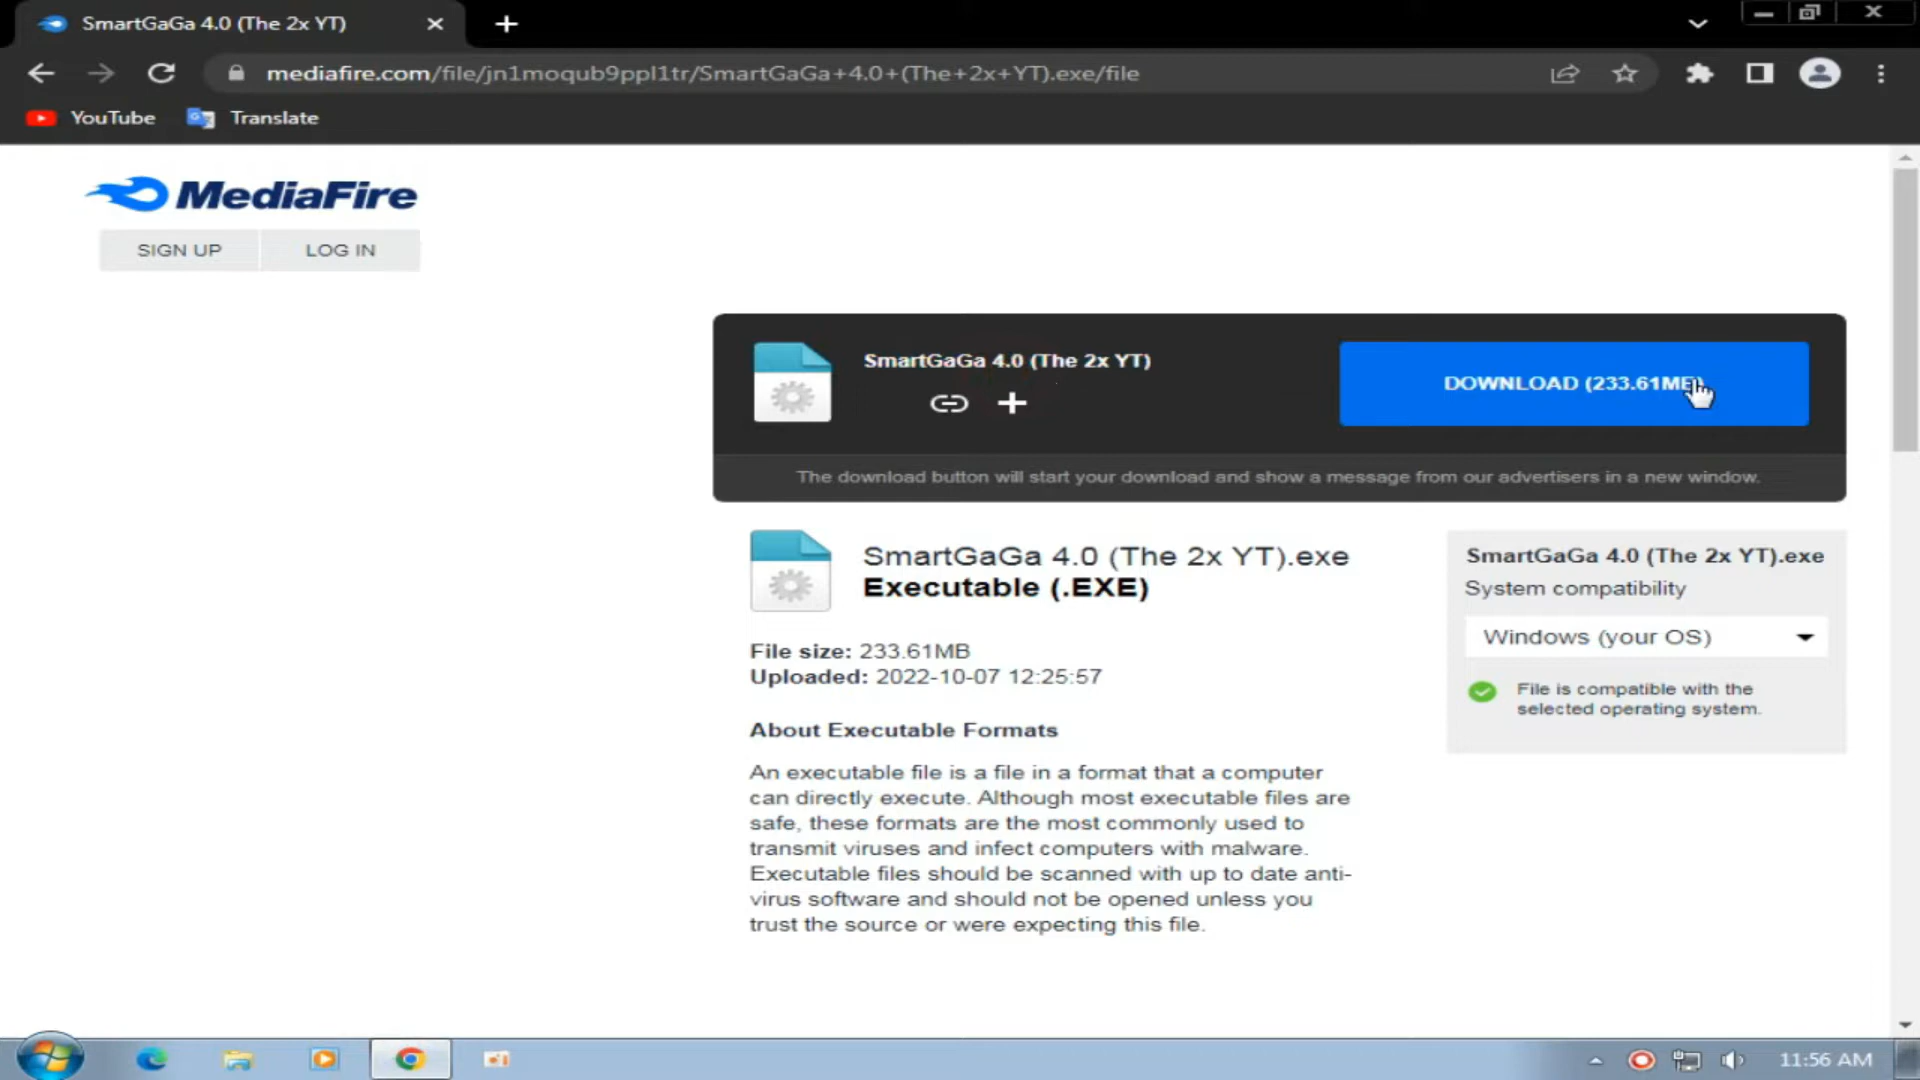 SmartGaGa 4.0 (The 2x YT)
mediafire.com/file/jn1moqub9ppl1tr/SmartGaGa+4.0+(The+2x+YT).exe/file
YouTube
Translate
MediaFire
SIGN UP
LOG IN
SmartGaGa 4.0 (The 2x YT)
DOWNLOAD (233.61MB)
The download button will start your download and show a message from our advertisers in a new window.
SmartGaGa 4.0 (The 2x YT).exe
Executable (.EXE)
File size: 233.61MB
Uploaded: 2022-10-07 12:25:57
About Executable Formats
An executable file is a file in a format that a computer
can directly execute. Although most executable files are
safe, these formats are the most commonly used to
transmit viruses and infect computers with malware.
Executable files should be scanned with up to date anti-
virus software and should not be opened unless you
trust the source or were expecting this file.
SmartGaGa 4.0 (The 2x YT).exe
System compatibility
Windows (your OS)
File is compatible with the
selected operating system.
11:56 AM